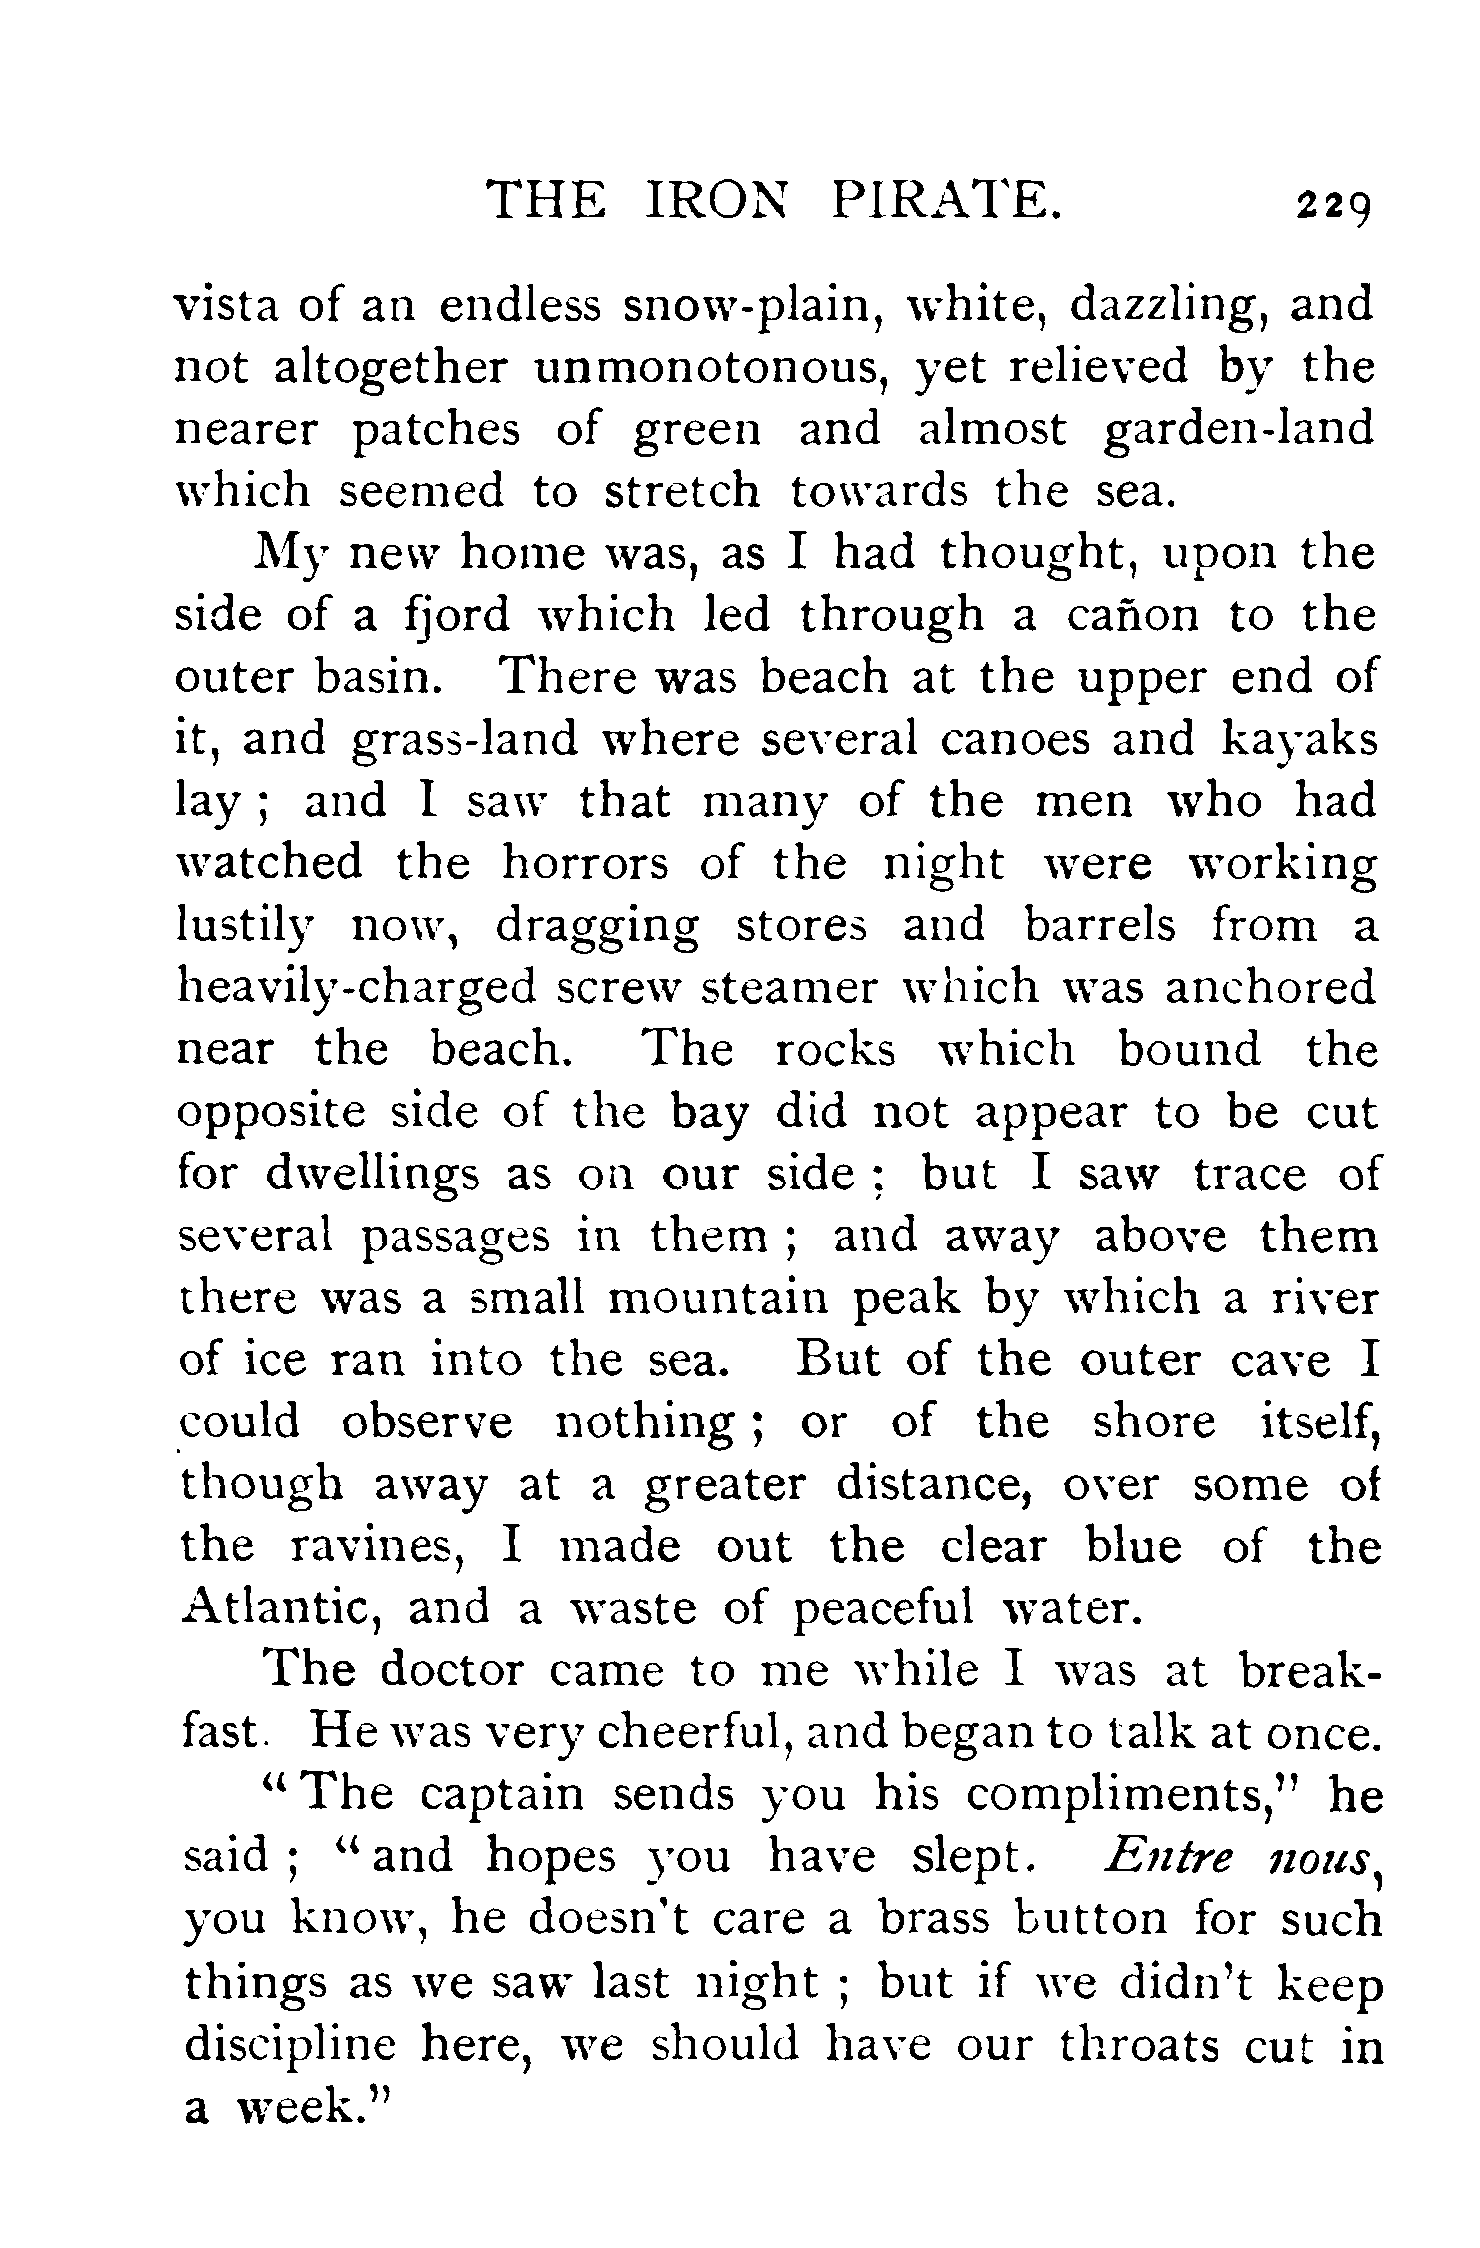 THE IRON PIRATE. 229
vista of an endless snow-plain, white, dazzling, and
not altogether unmonotonous, yet relieved by the
nearer patches of green and almost garden-land
which seemed to stretch towards the sea.
My new home was, as I had thought, upon the
side of a fjord which led through a cañon to the
outer basin. There was beach at the upper end of
it, and grass-land where several canoes and kayaks
lay ; and I saw that many of the men who had
watched the horrors of the night were working
lustily now, dragging stores and barrels from a
heavily-charged screw steamer which was anchored
near the beach. The rocks which bound the
opposite side of the bay did not appear to be cut
for dwellings as on our side ; but I saw trace of
several passages in them ; and away above them
there was a small mountain peak by which a river
of ice ran into the sea. But of the outer cave I
could observe nothing ; or of the shore itself,
though away at a greater distance, over some of
the ravines, I made out the clear blue of the
Atlantic, and a waste of peaceful water.
The doctor came to me while I was at break-
fast. He was very cheerful, and began to talk at once.
“ The captain sends you his compliments,” he
said ; “ and hopes you have slept. Entre nous,
you know, he doesn't care a brass button for such
things as we saw last night ; but if we didn't keep
discipline here, we should have our throats cut in
a week.”